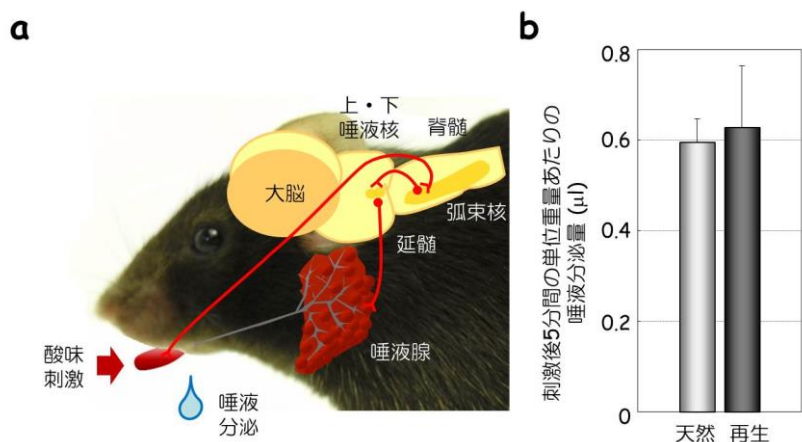 a
上・下
唾液核
脊髄
大脳
弧束核
延髄
唾液腺
酸味
刺激
唾液
分泌
b
刺激後5分間の単位重量あたりの
唾液分泌量 (μl)
0.8
0.6
0.4
0.2
0
天然
再生